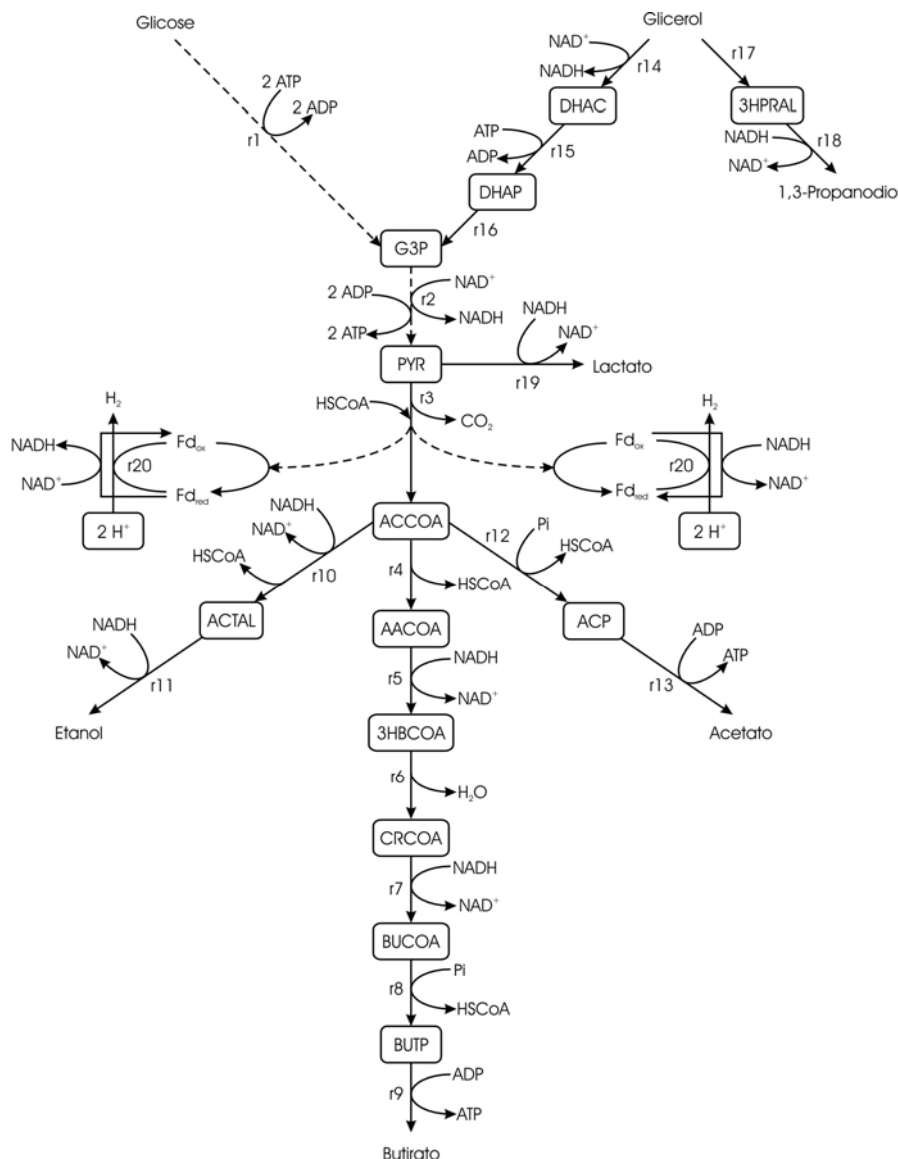 Glicose
Glicerol
2 ATP
2 ADP
r1
NAD⁺
NADH
r14
r17
DHAC
3HPRAL
ATP
ADP
r15
NADH
NAD⁺
r18
DHAP
1,3-Propanodio
r16
G3P
2 ADP
2 ATP
r2
NAD⁺
NADH
PYR
NADH
NAD⁺
r19
Lactato
r3
HSCoA
CO₂
H₂
NADH
NAD⁺
r20
Fdox
Fdred
2 H⁺
H₂
Fdox
Fdred
r20
NADH
NAD⁺
2 H⁺
ACCOA
NADH
NAD⁺
HSCoA
r10
r4
HSCoA
r12
Pi
HSCoA
ACTAL
AACOA
ACP
NADH
NAD⁺
r11
Etanol
r5
NADH
NAD⁺
ADP
ATP
r13
Acetato
3HBCOA
r6
H₂O
CRCOA
r7
NADH
NAD⁺
BUCOA
r8
Pi
HSCoA
BUTP
r9
ADP
ATP
Butirato